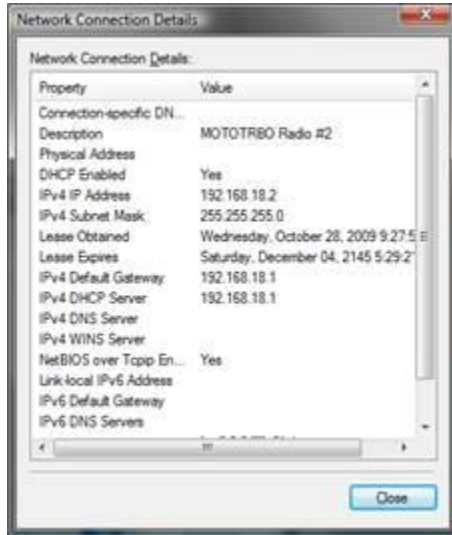 Network Connection Details
Network Connection Details:
Property Value
Connection-specific DN...
Description MOTOTRBO Radio #2
Physical Address
DHCP Enabled Yes
IPv4 IP Address 192.168.18.2
IPv4 Subnet Mask 255.255.255.0
Lease Obtained Wednesday, October 28, 2009 9:27:5
Lease Expires Saturday, December 04, 2145 5:29:2
IPv4 Default Gateway 192.168.18.1
IPv4 DHCP Server 192.168.18.1
IPv4 DNS Server
IPv4 WINS Server
NetBIOS over Tcpip En... Yes
Link-local IPv6 Address
IPv6 Default Gateway
IPv6 DNS Servers
Close